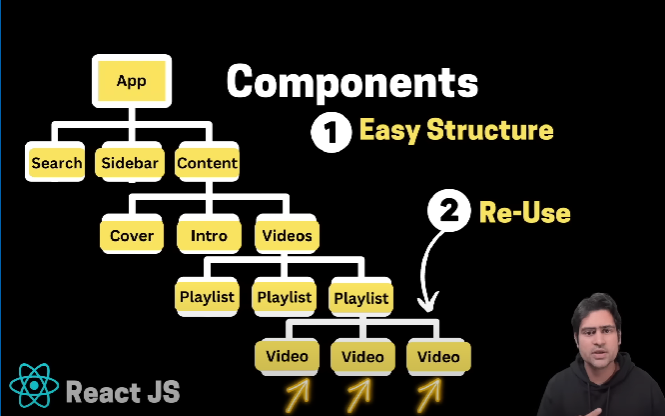 App
Components
1 Easy Structure
Search Sidebar Content
2 Re-Use
Cover Intro Videos
Playlist Playlist Playlist
Video Video Video
React JS